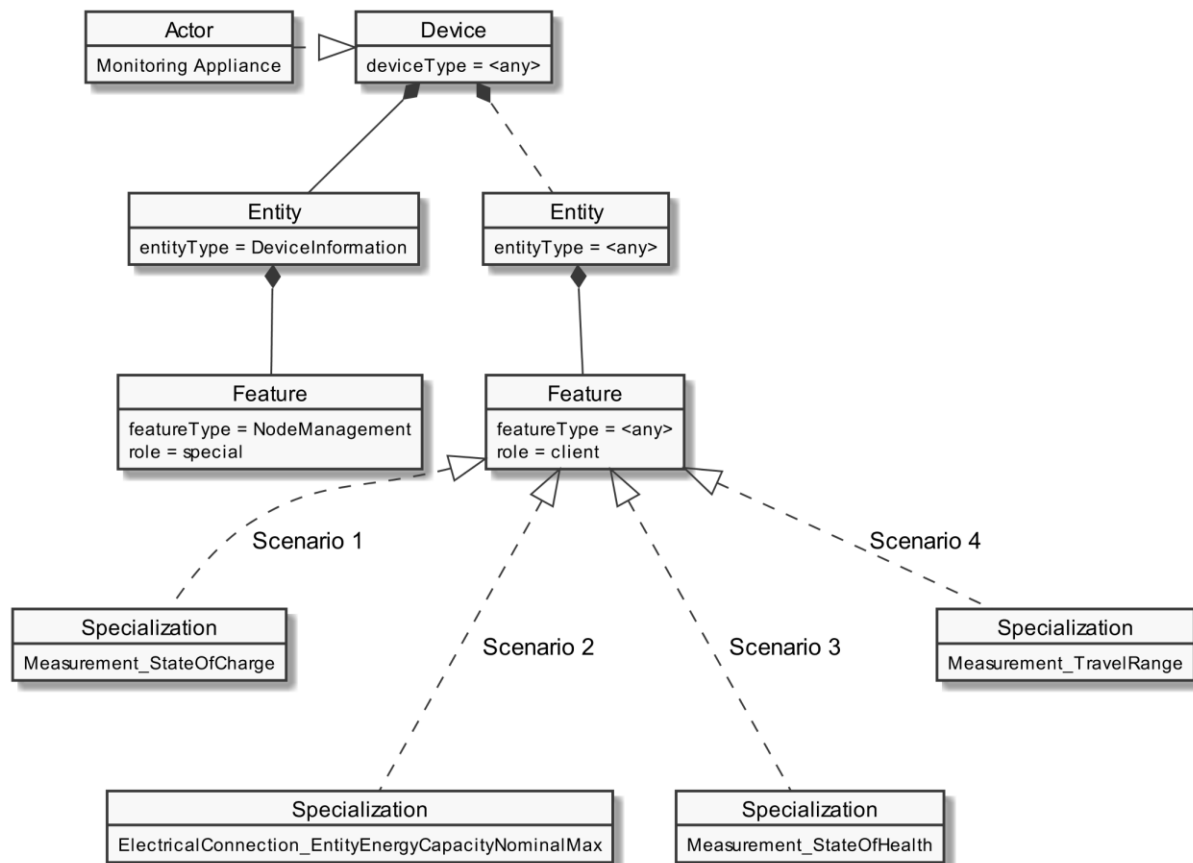 Actor
Monitoring Appliance
Device
deviceType = <any>
Entity
entityType = DeviceInformation
Entity
entityType = <any>
Feature
featureType = NodeManagement
role = special
Feature
featureType = <any>
role = client
Scenario 1
Scenario 4
Specialization
Measurement_StateOfCharge
Scenario 2
Scenario 3
Specialization
Measurement_TravelRange
Specialization
ElectricalConnection_EntityEnergyCapacityNominalMax
Specialization
Measurement_StateOfHealth